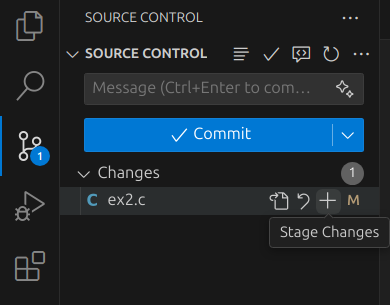 SOURCE CONTROL
SOURCE CONTROL
Message (Ctrl+Enter to com...
Commit
1
Changes
1
C ex2.c
M
Stage Changes